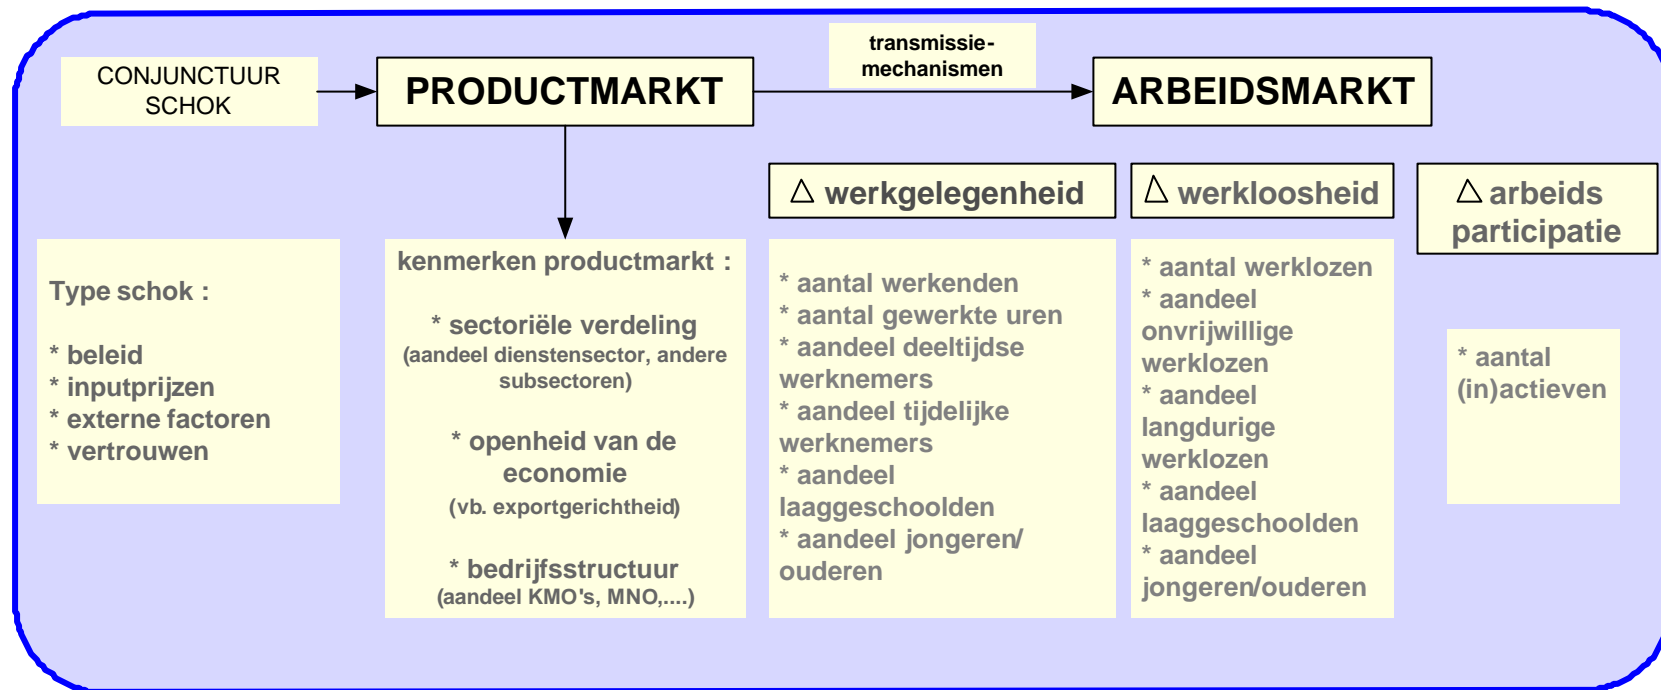 CONJUNCTUUR
SCHOK
PRODUCTMARKT
transmissie-
mechanismen
ARBEIDSMARKT
△ werkgelegenheid
△ werkloosheid
△ arbeids
participatie
Type schok :
* beleid
* inputprijzen
* externe factoren
* vertrouwen
kenmerken productmarkt :
* sectoriële verdeling
(aandeel dienstensector, andere
subsectoren)
* openheid van de
economie
(vb. exportgerichtheid)
* bedrijfsstructuur
(aandeel KMO's, MNO,....)
* aantal werkenden
* aantal gewerkte uren
* aandeel deeltijdse
werknemers
* aandeel tijdelijke
werknemers
* aandeel
laaggeschoolden
* aandeel jongeren/
ouderen
* aantal werklozen
* aandeel
onvrijwillige
werklozen
* aandeel
langdurige
werklozen
* aandeel
laaggeschoolden
* aandeel
jongeren/ouderen
* aantal
(in)actieven